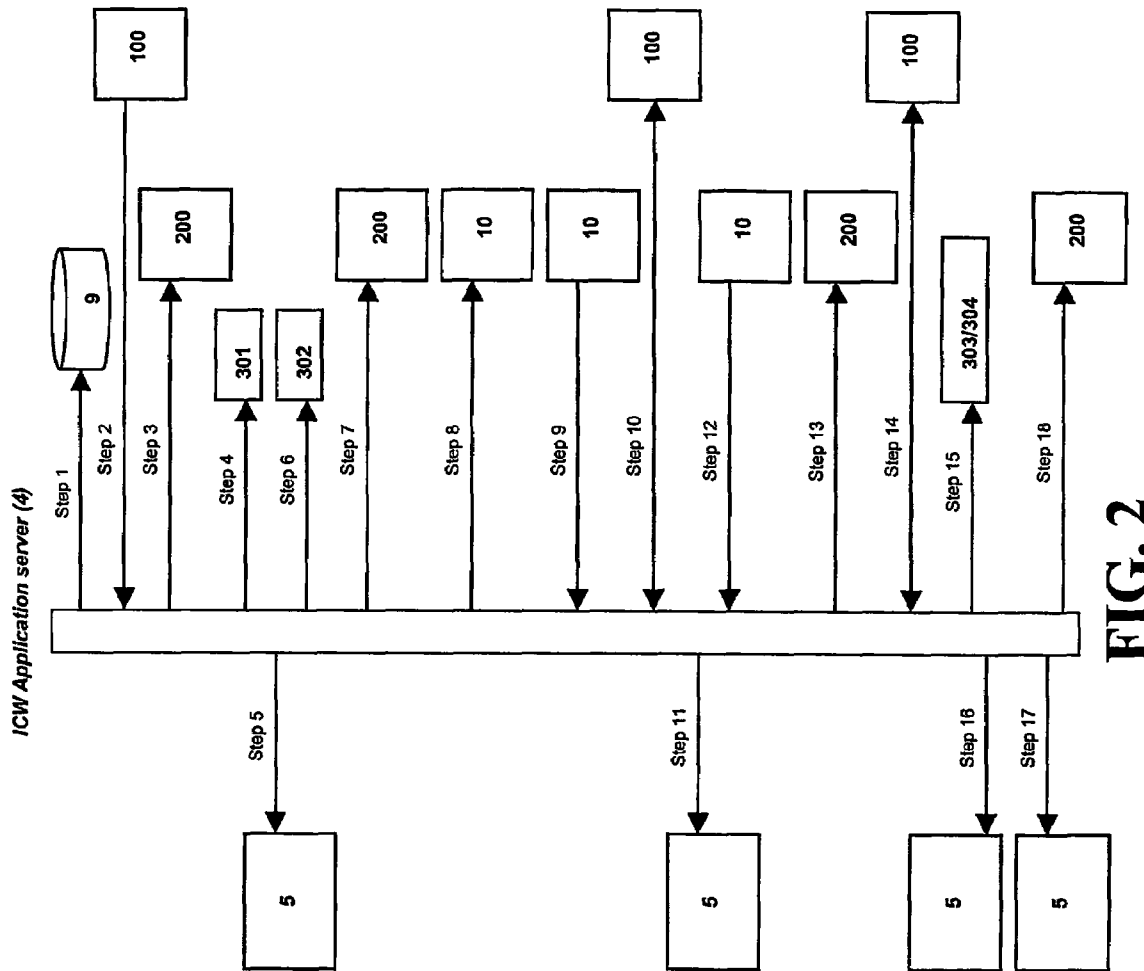 ICW Application server (4)
Step 1
9
Step 2
100
Step 3
200
Step 4
301
Step 5
5
Step 6
302
Step 7
200
Step 8
10
Step 9
10
Step 10
100
Step 11
5
Step 12
10
Step 13
200
Step 14
100
Step 15
303/304
Step 16
5
Step 17
5
Step 18
200
FIG. 2